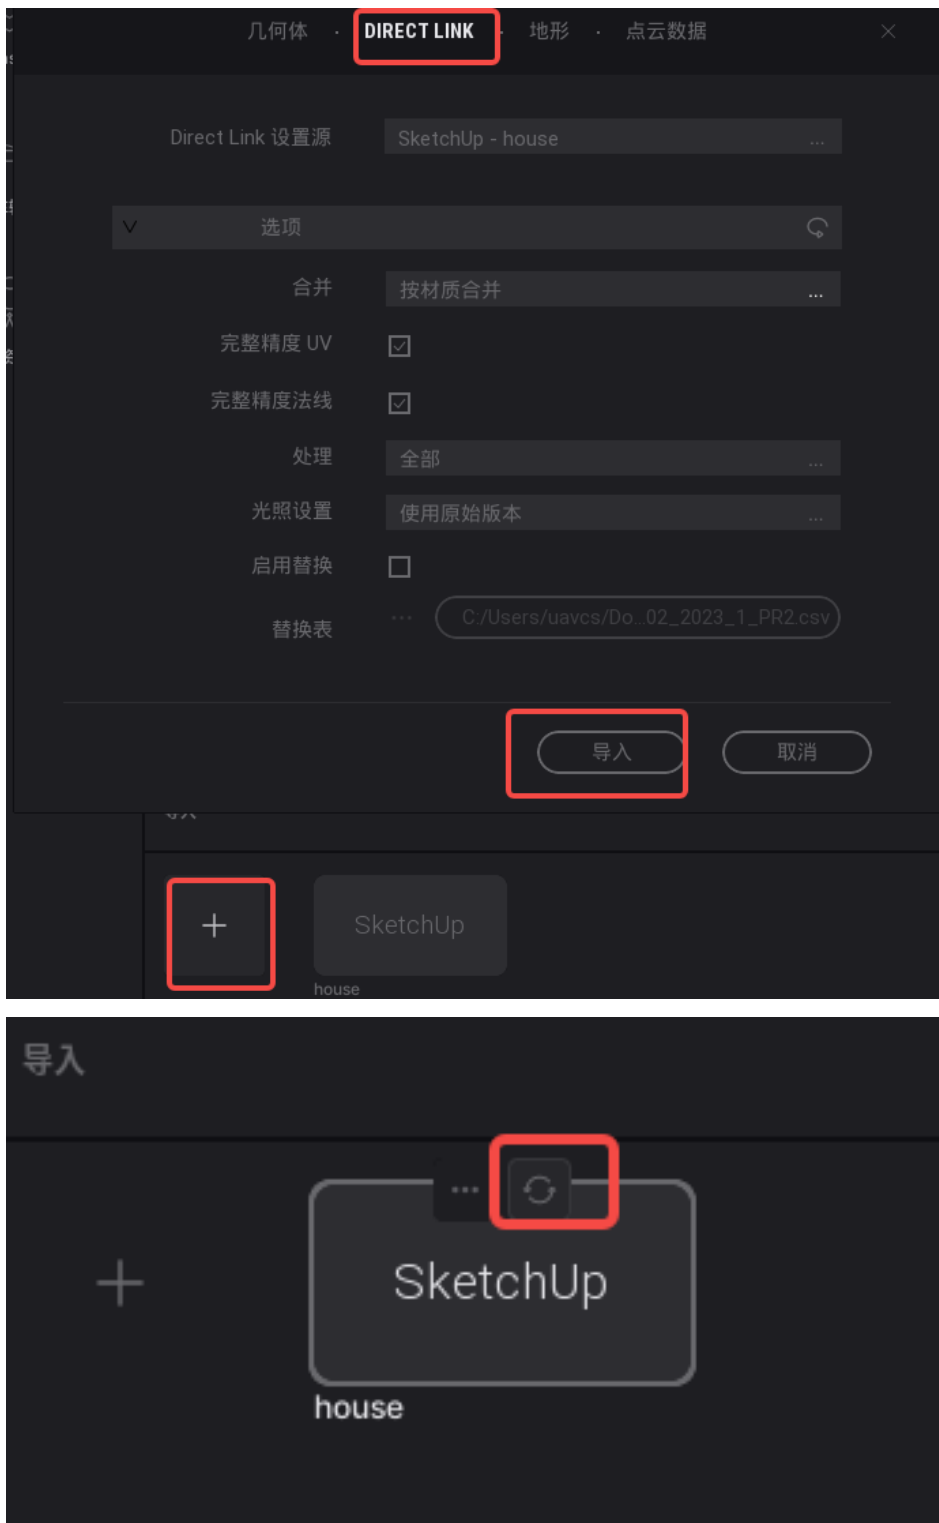 几何体 · DIRECT LINK · 地形 · 点云数据
Direct Link 设置源 SketchUp - house ...
选项
合并 按材质合并 ...
完整精度 UV
完整精度法线
处理 全部 ...
光照设置 使用原始版本 ...
启用替换
替换表 ... C:/Users/uavcs/Do...02_2023_1_PR2.csv
导入 取消
+ SketchUp
house
导入
...
+ SketchUp
house